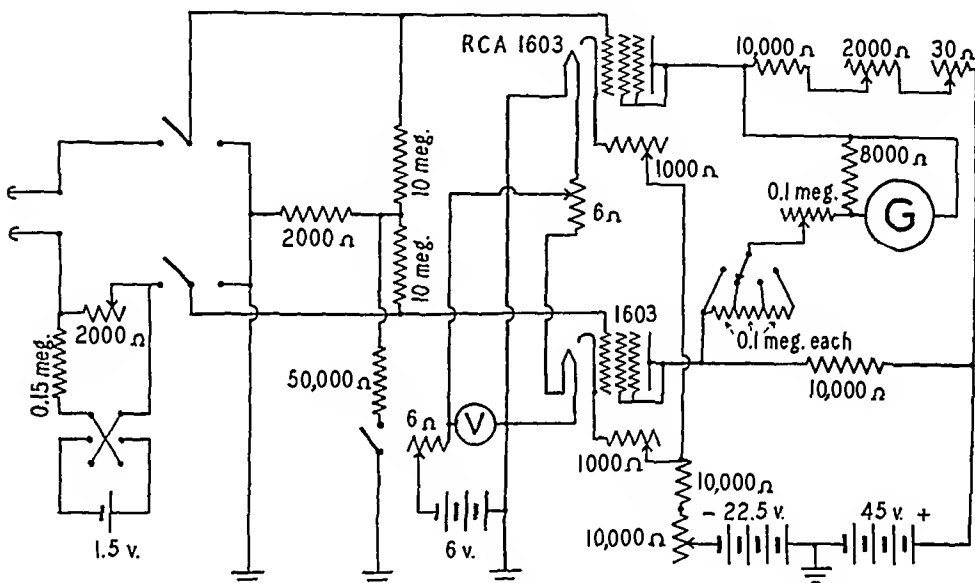 RCA 1603
10,000 Ω
2000 Ω
30 Ω
10 meg.
1000 Ω
8000 Ω
0.1 meg.
G
2000 Ω
6 Ω
10 meg.
2000 Ω
1603
0.1 meg. each
0.15 meg.
50,000 Ω
10,000 Ω
6 Ω
V
1000 Ω
10,000 Ω
- 22.5 v.
45 v. +
10,000 Ω
1.5 v.
6 v.